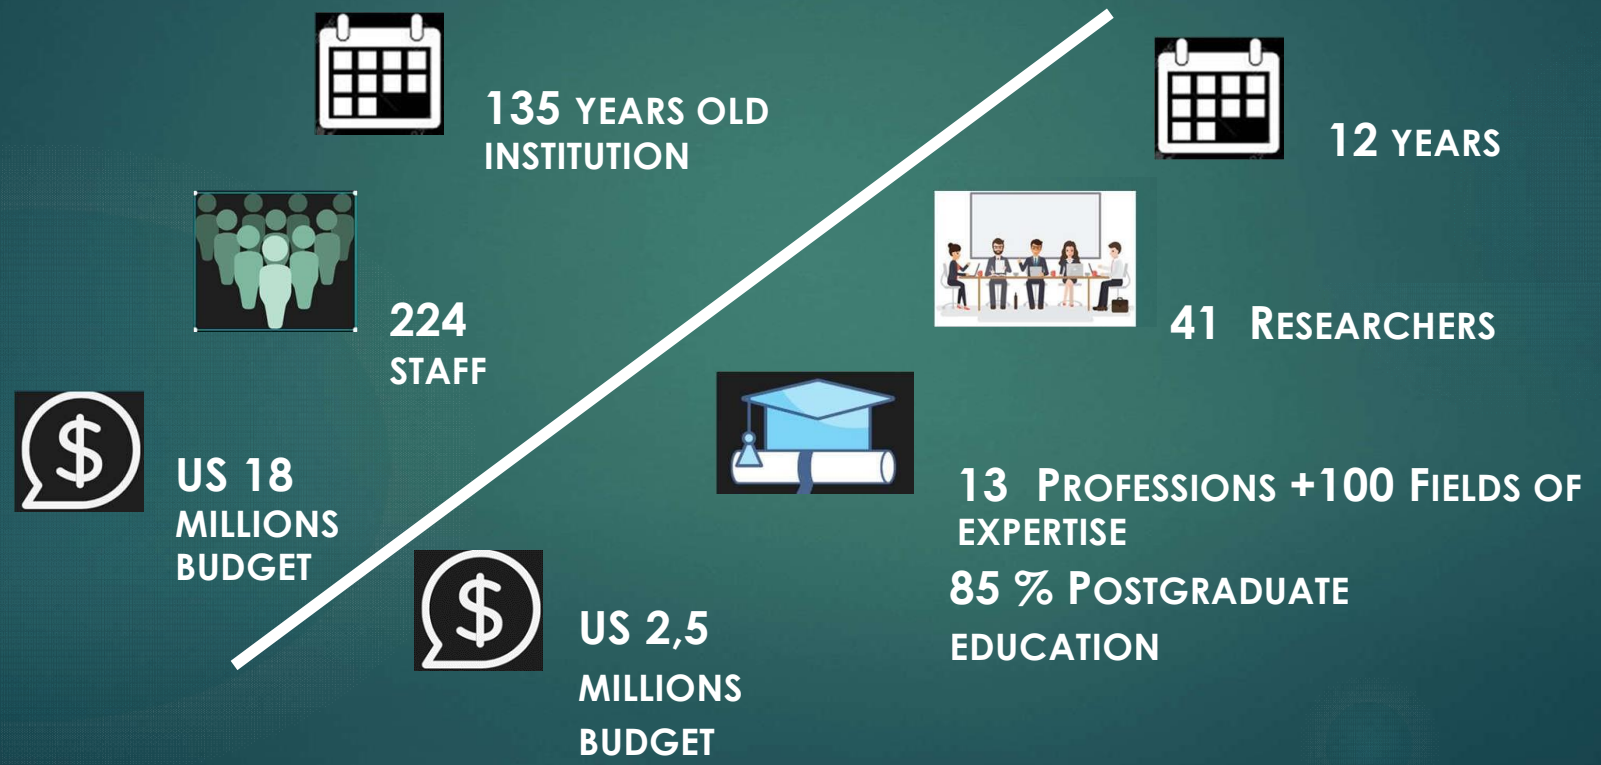 135 YEARS OLD
INSTITUTION
224
STAFF
US 18
MILLIONS
BUDGET
12 YEARS
41 RESEARCHERS
13 PROFESSIONS +100 FIELDS OF
EXPERTISE
85 % POSTGRADUATE
EDUCATION
US 2,5
MILLIONS
BUDGET